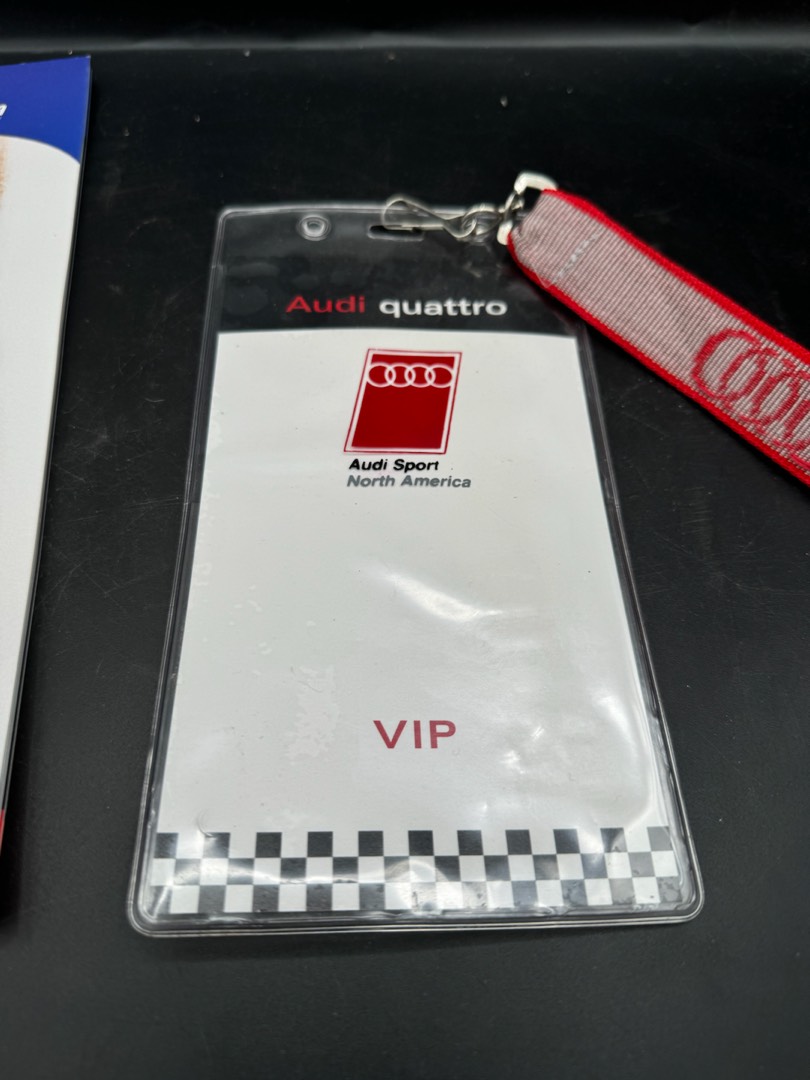 Audi quattro
Audi Sport
North America
VIP